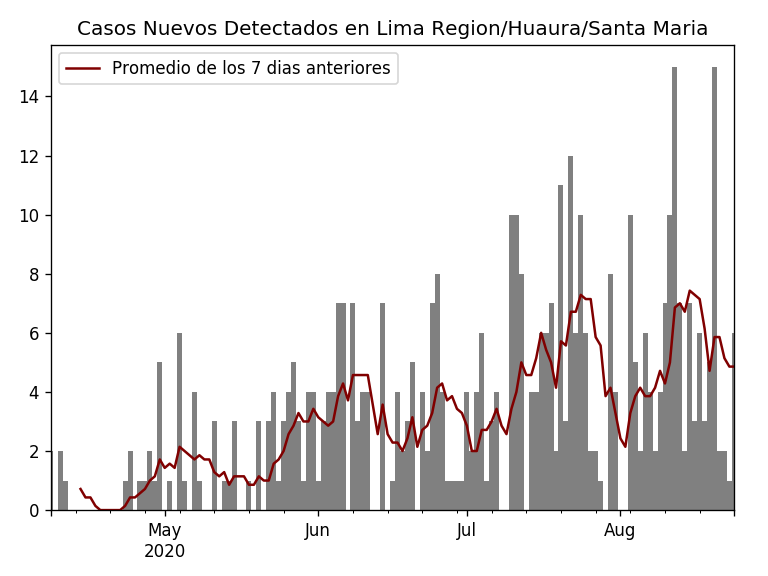 Casos Nuevos Detectados en Lima Region/Huaura/Santa Maria
Promedio de los 7 dias anteriores
14
12
10
8
6
4
2
0
May
2020
Jun
Jul
Aug